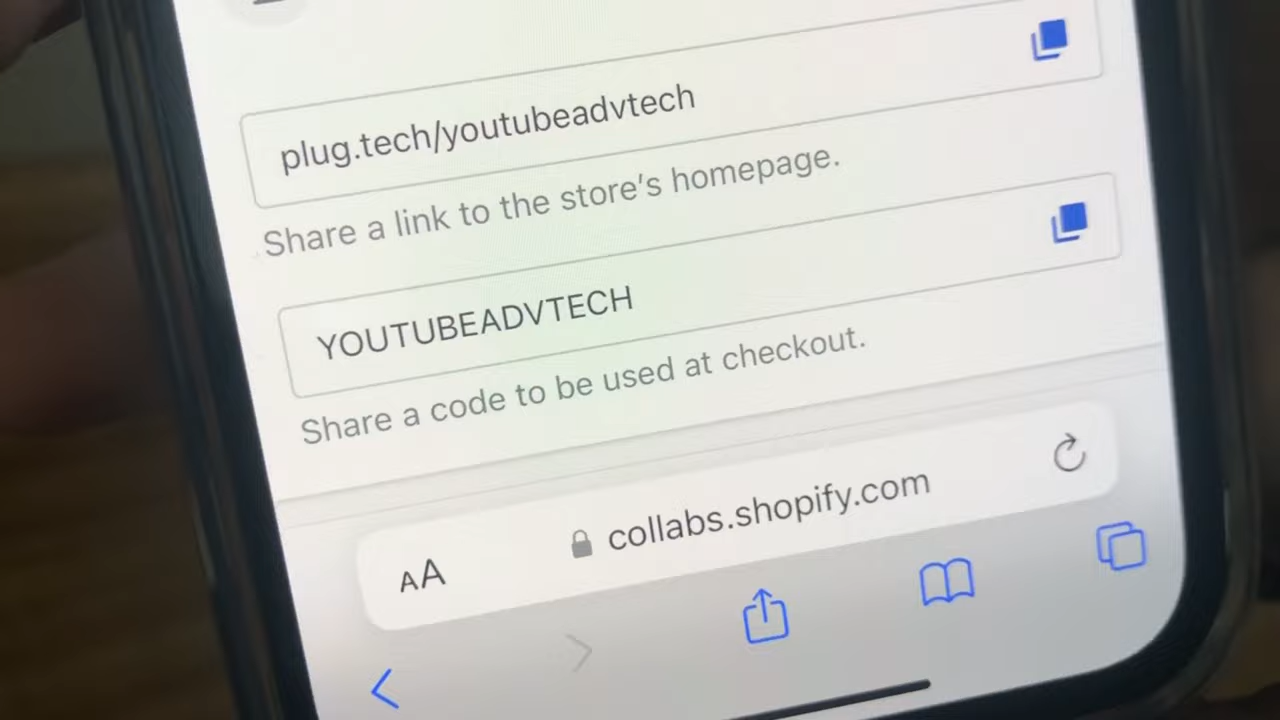 plug.tech/youtubeadvtech
Share a link to the store's homepage.
YOUTUBEADVTECH
Share a code to be used at checkout.
AA
collabs.shopify.com